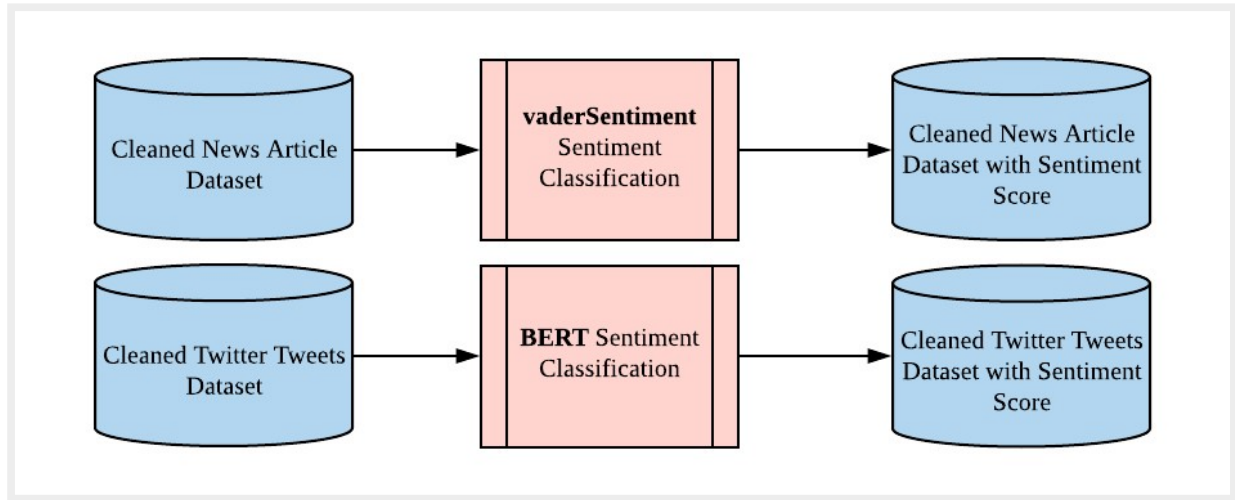 Cleaned News Article
Dataset
vaderSentiment
Sentiment
Classification
Cleaned News Article
Dataset with Sentiment
Score
Cleaned Twitter Tweets
Dataset
BERT Sentiment
Classification
Cleaned Twitter Tweets
Dataset with Sentiment
Score